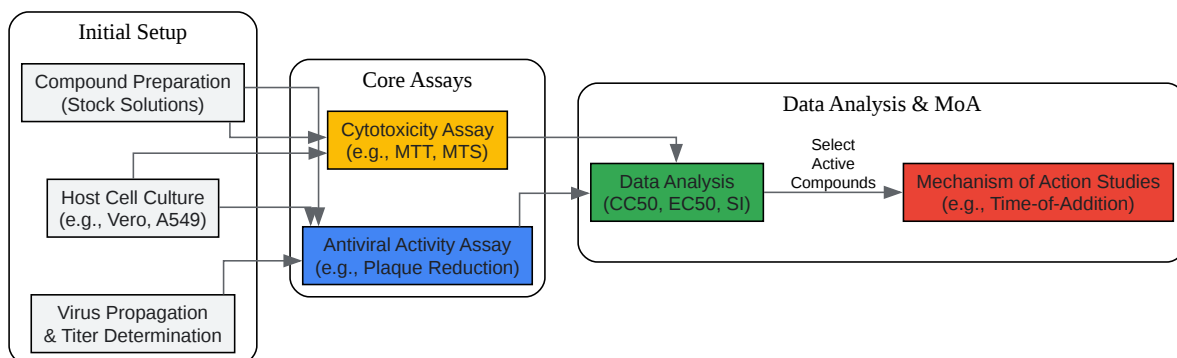 Initial Setup
Compound Preparation
(Stock Solutions)
Host Cell Culture
(e.g., Vero, A549)
Virus Propagation
& Titer Determination
Core Assays
Cytotoxicity Assay
(e.g., MTT, MTS)
Antiviral Activity Assay
(e.g., Plaque Reduction)
Data Analysis & MoA
Data Analysis
(CC50, EC50, SI)
Select
Active
Compounds
Mechanism of Action Studies
(e.g., Time-of-Addition)